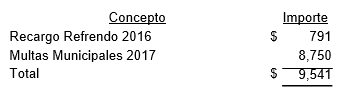 Concepto Importe
Recargo Refrendo 2016 $ 791
Multas Municipales 2017 8,750
Total $ 9,541